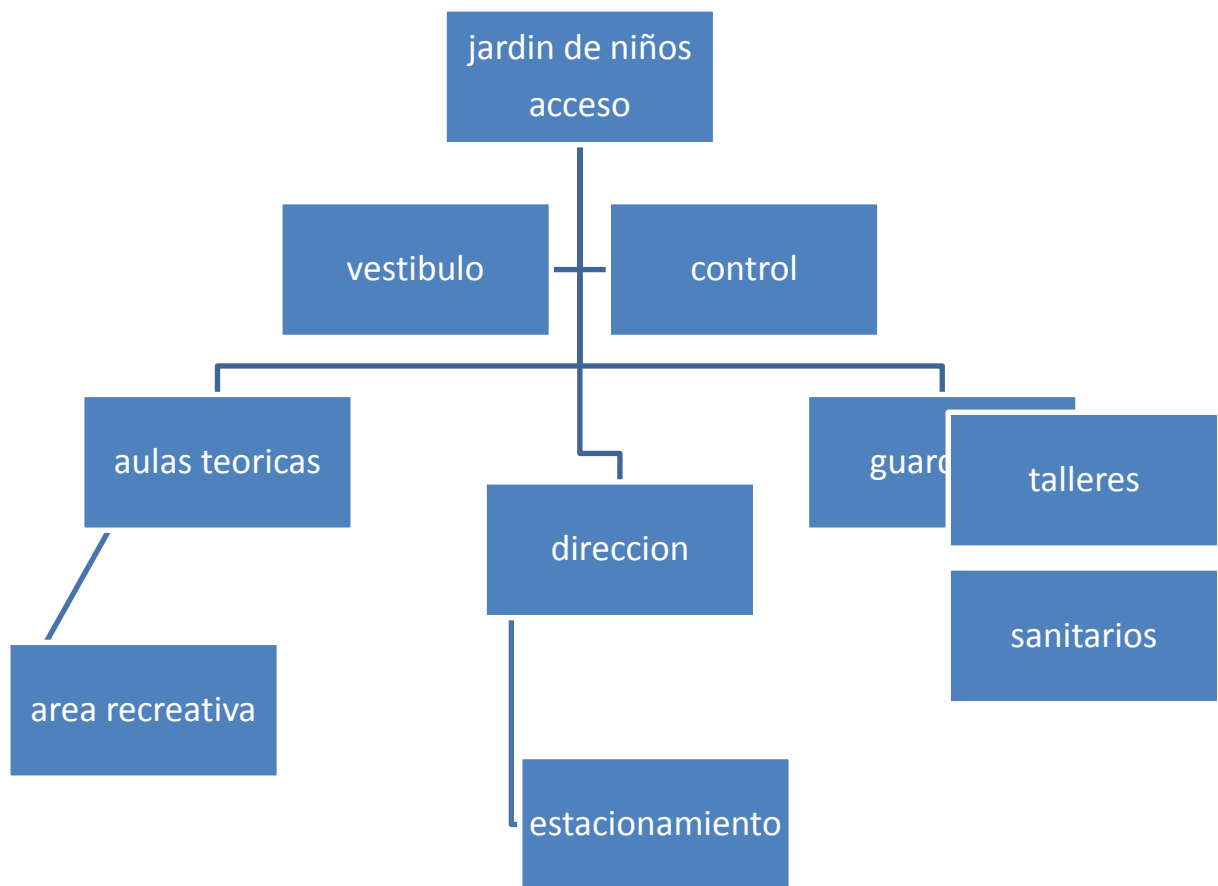 jardin de niños
acceso
vestibulo
control
aulas teoricas
talleres
direccion
sanitarios
area recreativa
estacionamiento